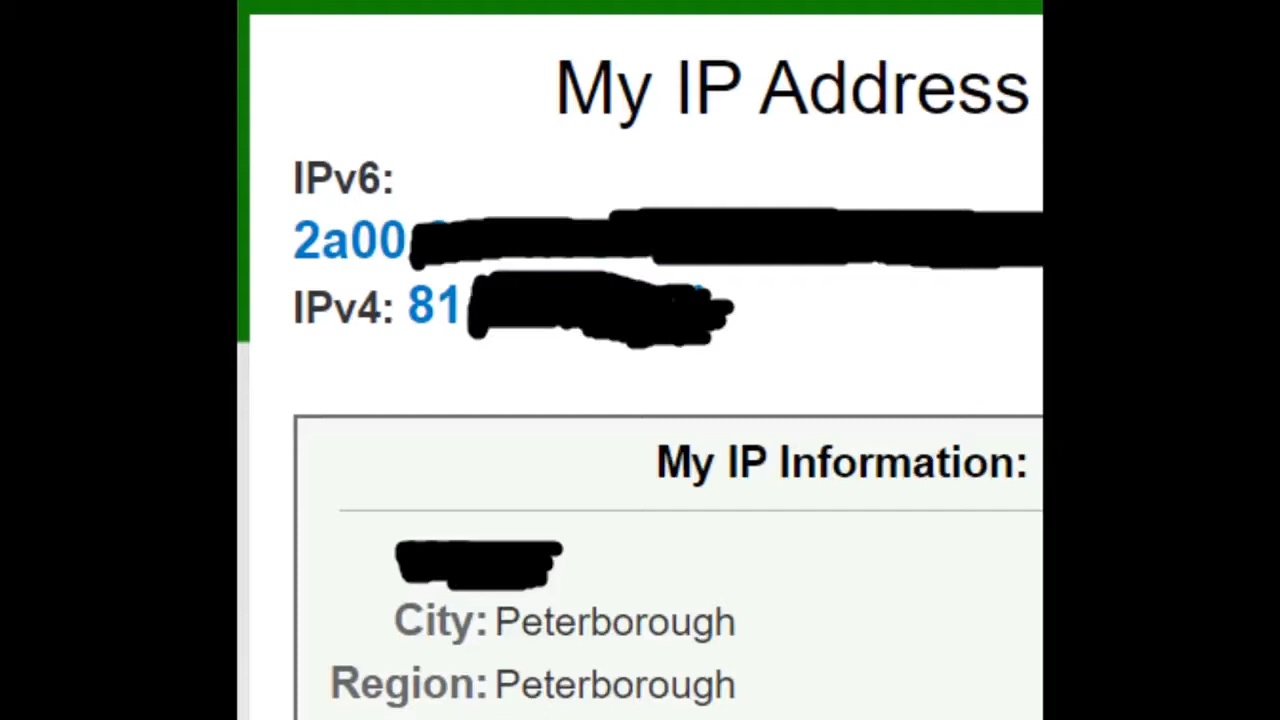 My IP Address
IPv6:
2a00
IPv4: 81
My IP Information:
City: Peterborough
Region: Peterborough